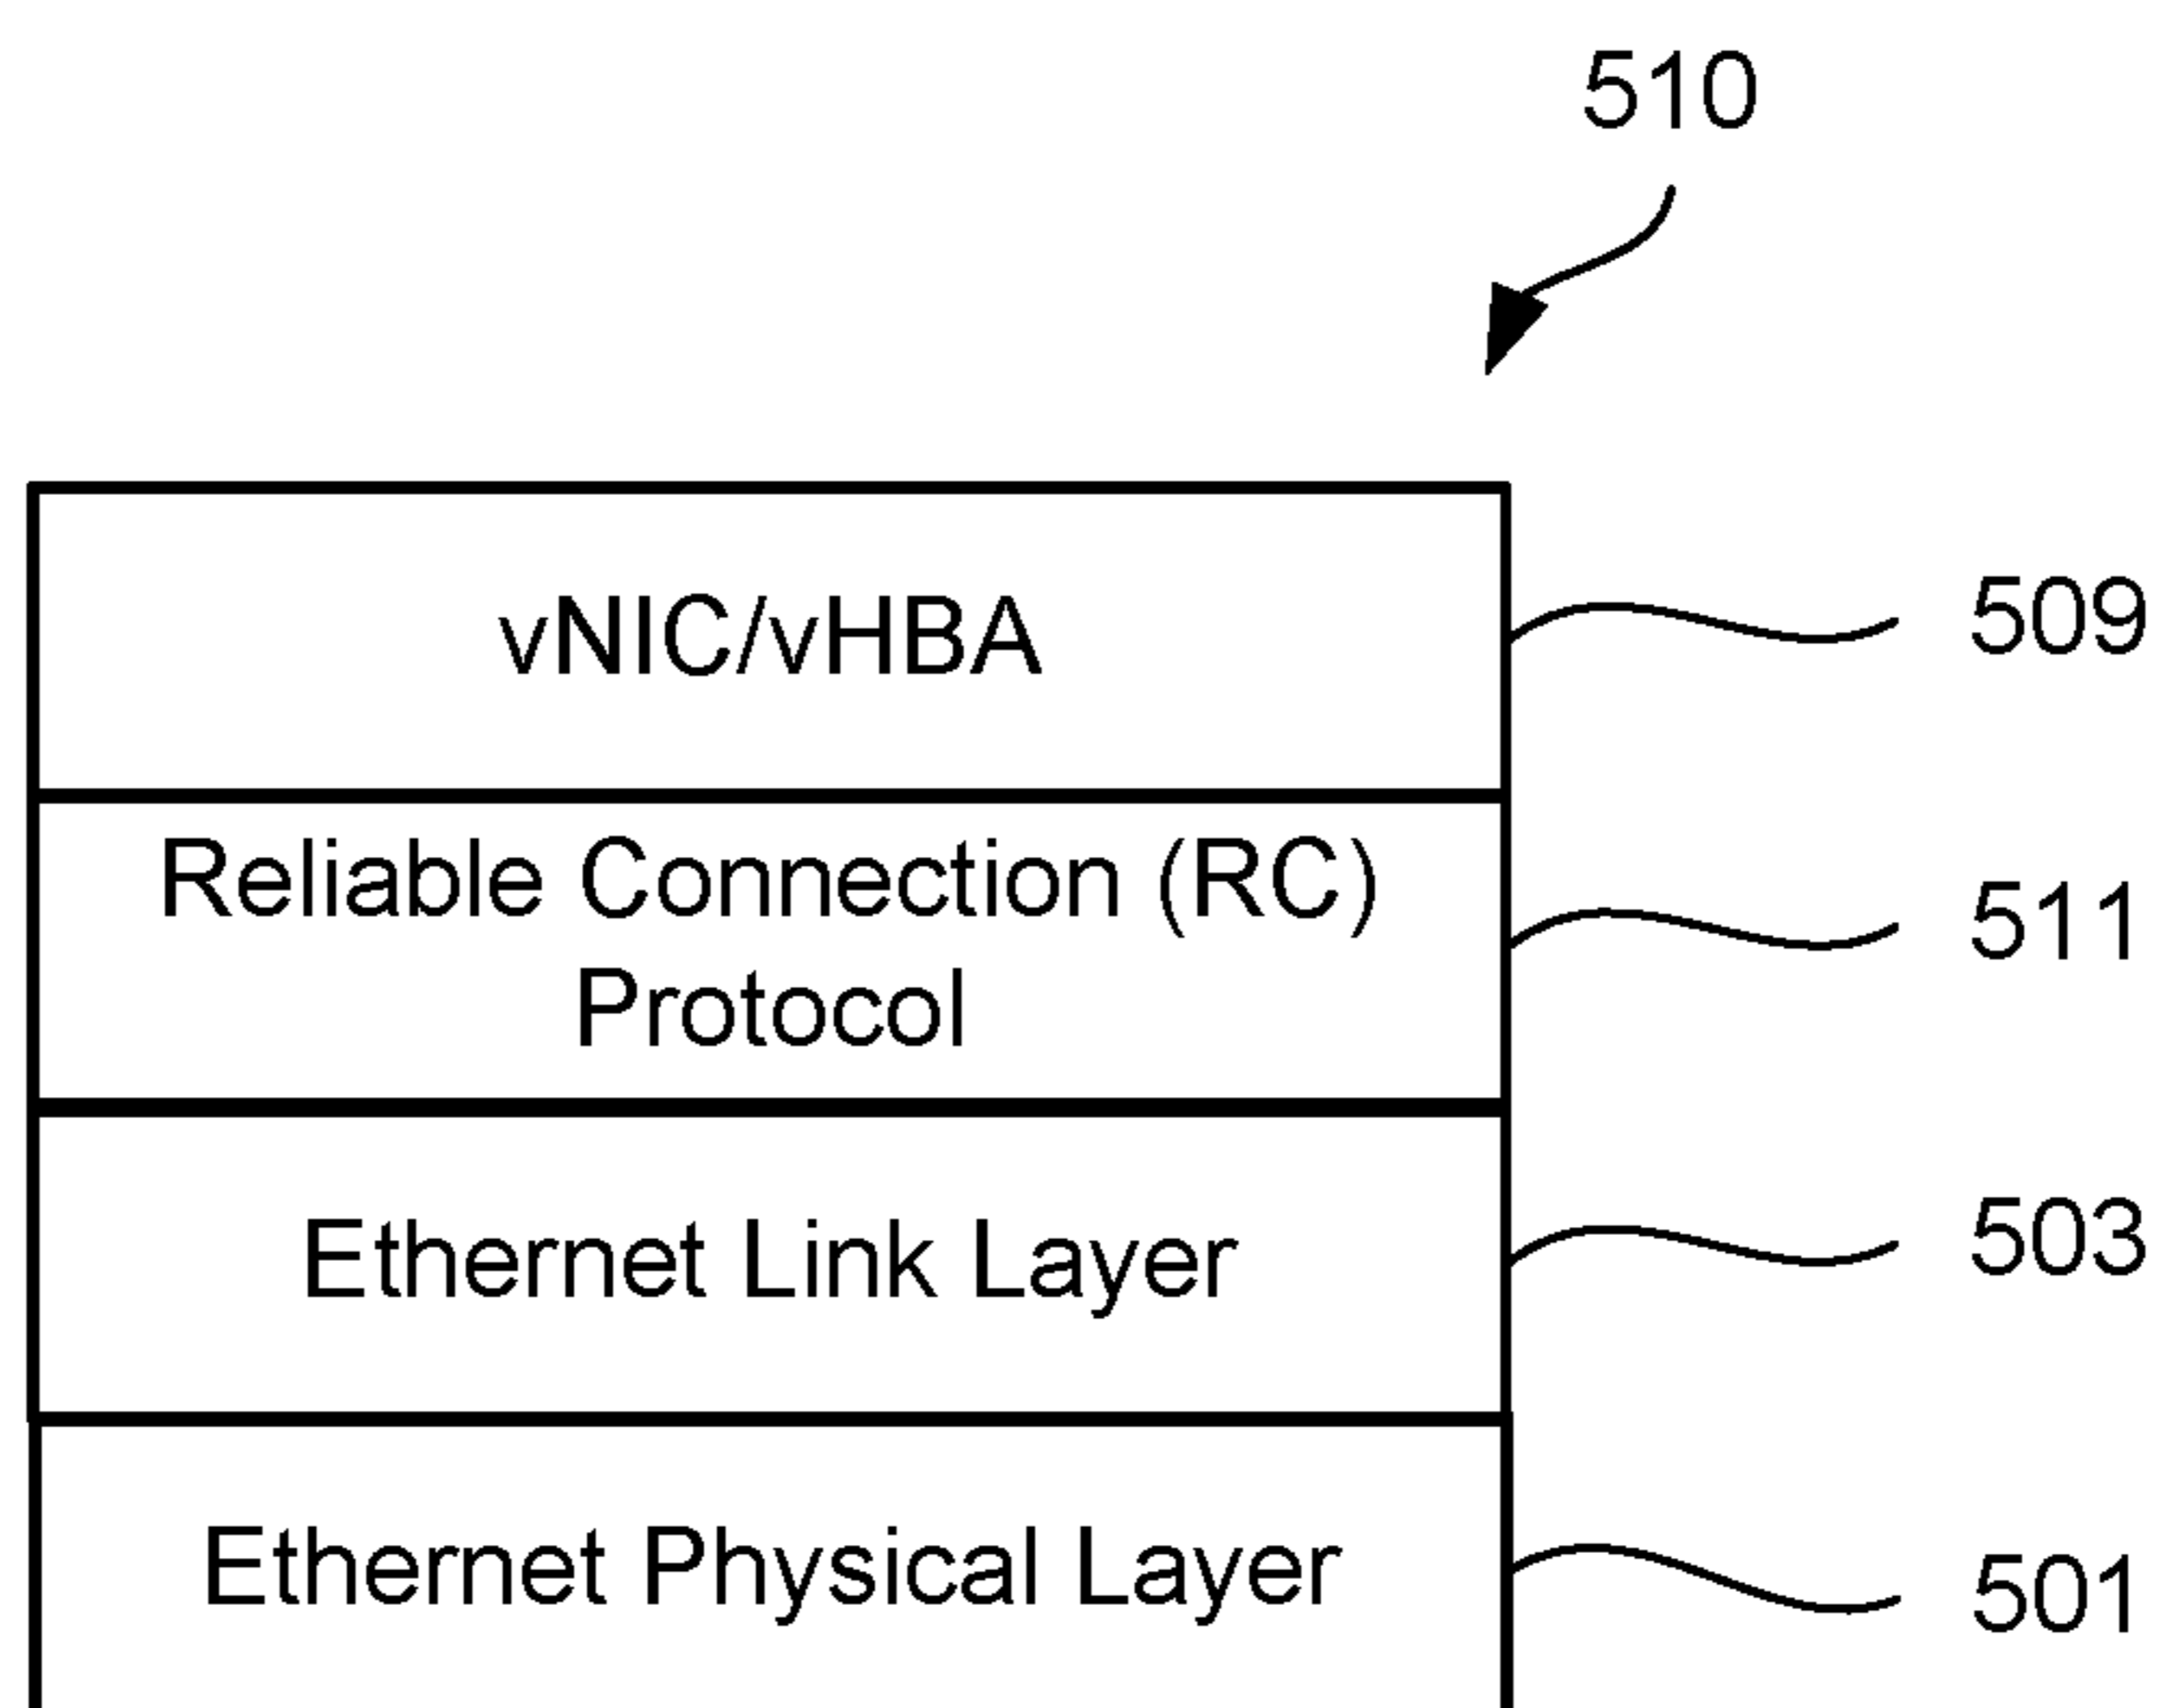 510
vNIC/vHBA
509
Reliable Connection (RC)
Protocol
511
Ethernet Link Layer
503
Ethernet Physical Layer
501